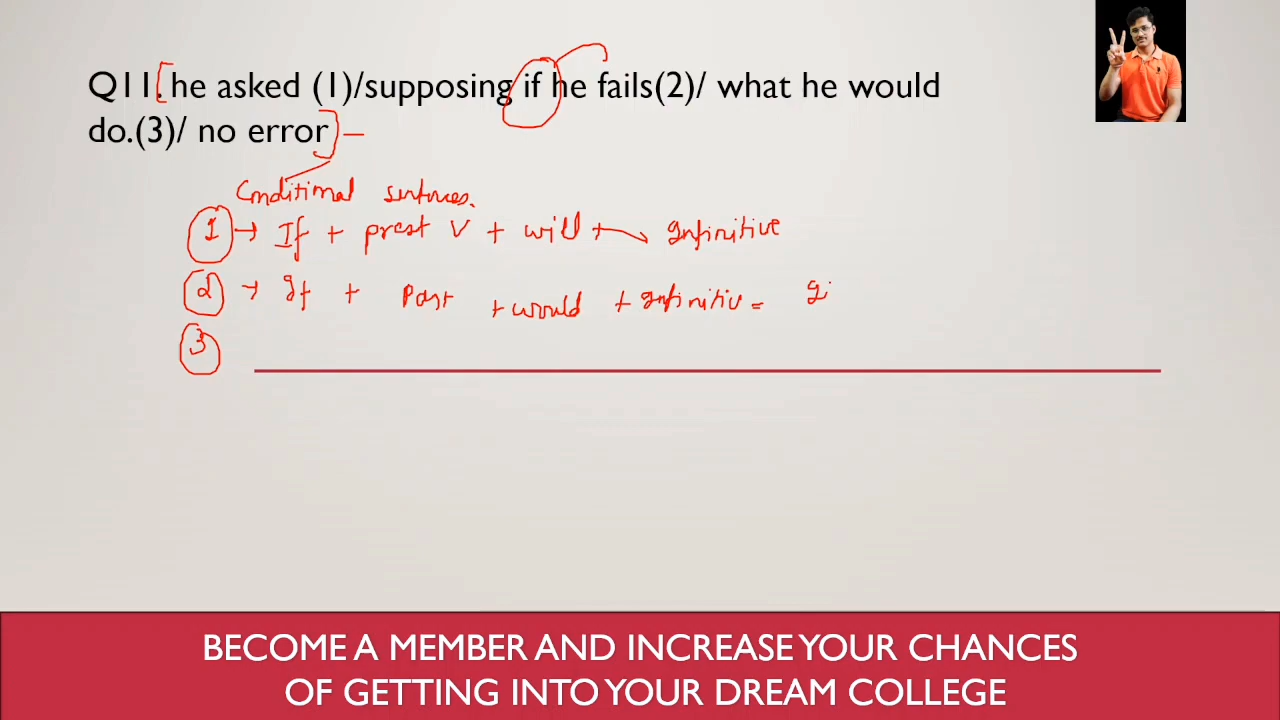 Q11. he asked (1)/supposing if he fails(2)/ what he would
do.(3)/ no error
Conditional sentences.
1 → If + prest V + will + infinitive
2 → If + Past + would + infinitive = gi
3
BECOME A MEMBER AND INCREASE YOUR CHANCES
OF GETTING INTO YOUR DREAM COLLEGE